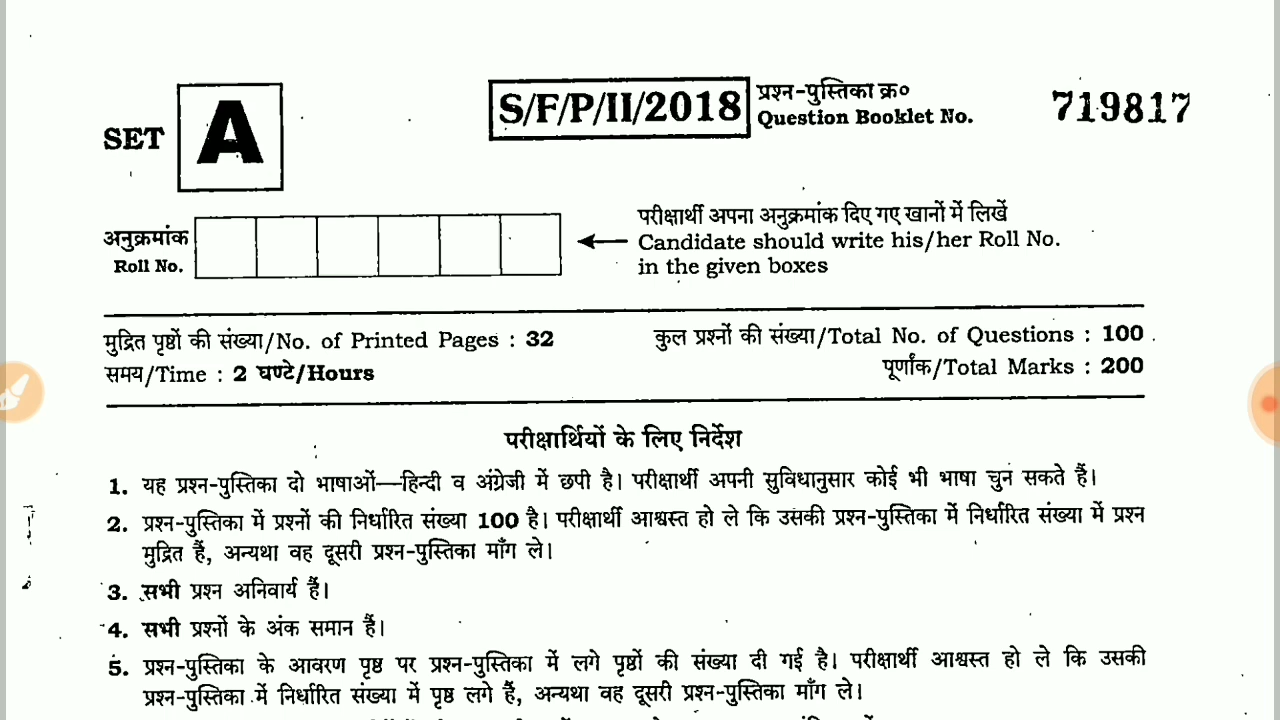 SET A
S/F/P/II/2018
प्रश्न-पुस्तिका क्र०
Question Booklet No.
719817
अनुक्रमांक
Roll No.
परीक्षार्थी अपना अनुक्रमांक दिए गए खानों में लिखें
Candidate should write his/her Roll No.
in the given boxes
मुद्रित पृष्ठों की संख्या/No. of Printed Pages : 32
कुल प्रश्नों की संख्या/Total No. of Questions : 100
समय/Time : 2 घण्टे/Hours
पूर्णांक/Total Marks : 200
परीक्षार्थियों के लिए निर्देश
1. यह प्रश्न-पुस्तिका दो भाषाओं—हिन्दी व अंग्रेजी में छपी है। परीक्षार्थी अपनी सुविधानुसार कोई भी भाषा चुन सकते हैं।
2. प्रश्न-पुस्तिका में प्रश्नों की निर्धारित संख्या 100 है। परीक्षार्थी आश्वस्त हो ले कि उसकी प्रश्न-पुस्तिका में निर्धारित संख्या में प्रश्न
मुद्रित हैं, अन्यथा वह दूसरी प्रश्न-पुस्तिका माँग ले।
3. सभी प्रश्न अनिवार्य हैं।
4. सभी प्रश्नों के अंक समान हैं।
5. प्रश्न-पुस्तिका के आवरण पृष्ठ पर प्रश्न-पुस्तिका में लगे पृष्ठों की संख्या दी गई है। परीक्षार्थी आश्वस्त हो ले कि उसकी
प्रश्न-पुस्तिका में निर्धारित संख्या में पृष्ठ लगे हैं, अन्यथा वह दूसरी प्रश्न-पुस्तिका माँग ले।